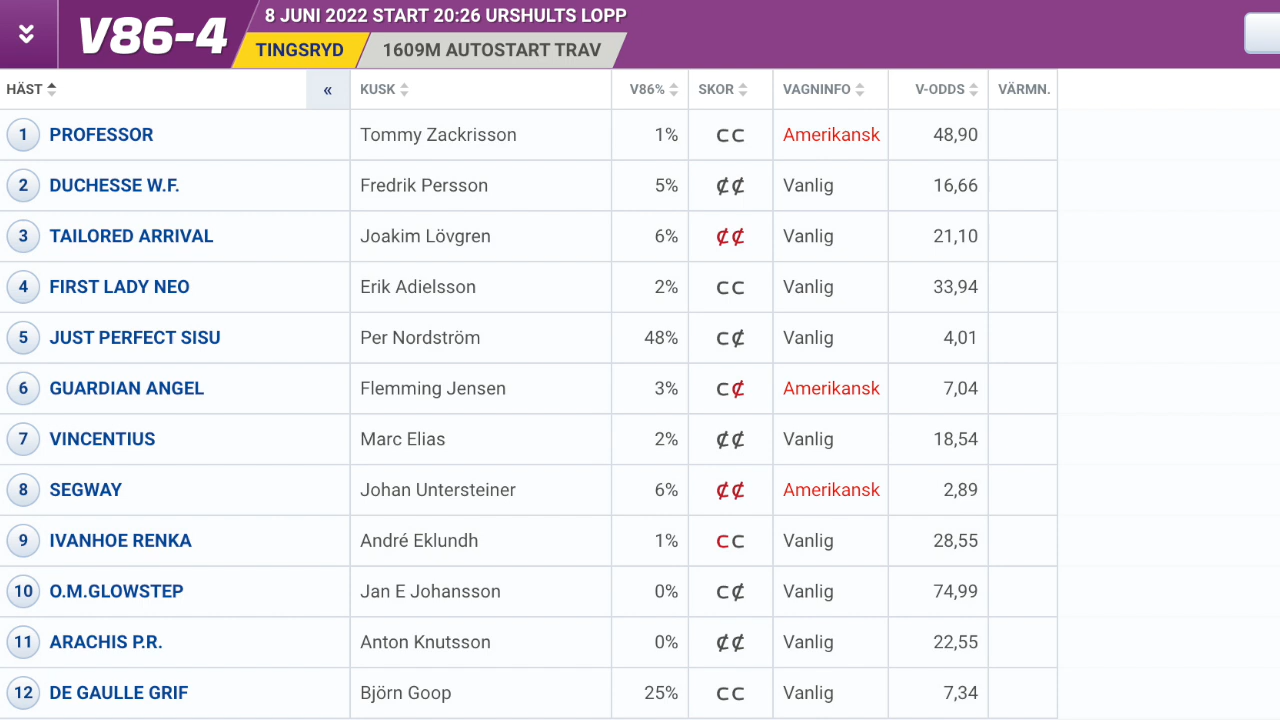 V86-4
8 JUNI 2022 START 20:26 URSHULTS LOPP
TINGSRYD 1609M AUTOSTART TRAV
HÄST « KUSK V86% SKOR VAGNINFO V-ODDS VÄRMN.
1 PROFESSOR Tommy Zackrisson 1% C C Amerikansk 48,90
2 DUCHESSE W.F. Fredrik Persson 5% ₵ ₵ Vanlig 16,66
3 TAILORED ARRIVAL Joakim Lövgren 6% ₵ ₵ Vanlig 21,10
4 FIRST LADY NEO Erik Adielsson 2% C C Vanlig 33,94
5 JUST PERFECT SISU Per Nordström 48% C ₵ Vanlig 4,01
6 GUARDIAN ANGEL Flemming Jensen 3% C ₵ Amerikansk 7,04
7 VINCENTIUS Marc Elias 2% ₵ ₵ Vanlig 18,54
8 SEGWAY Johan Untersteiner 6% ₵ ₵ Amerikansk 2,89
9 IVANHOE RENKA André Eklundh 1% C C Vanlig 28,55
10 O.M.GLOWSTEP Jan E Johansson 0% C ₵ Vanlig 74,99
11 ARACHIS P.R. Anton Knutsson 0% ₵ ₵ Vanlig 22,55
12 DE GAULLE GRIF Björn Goop 25% C C Vanlig 7,34